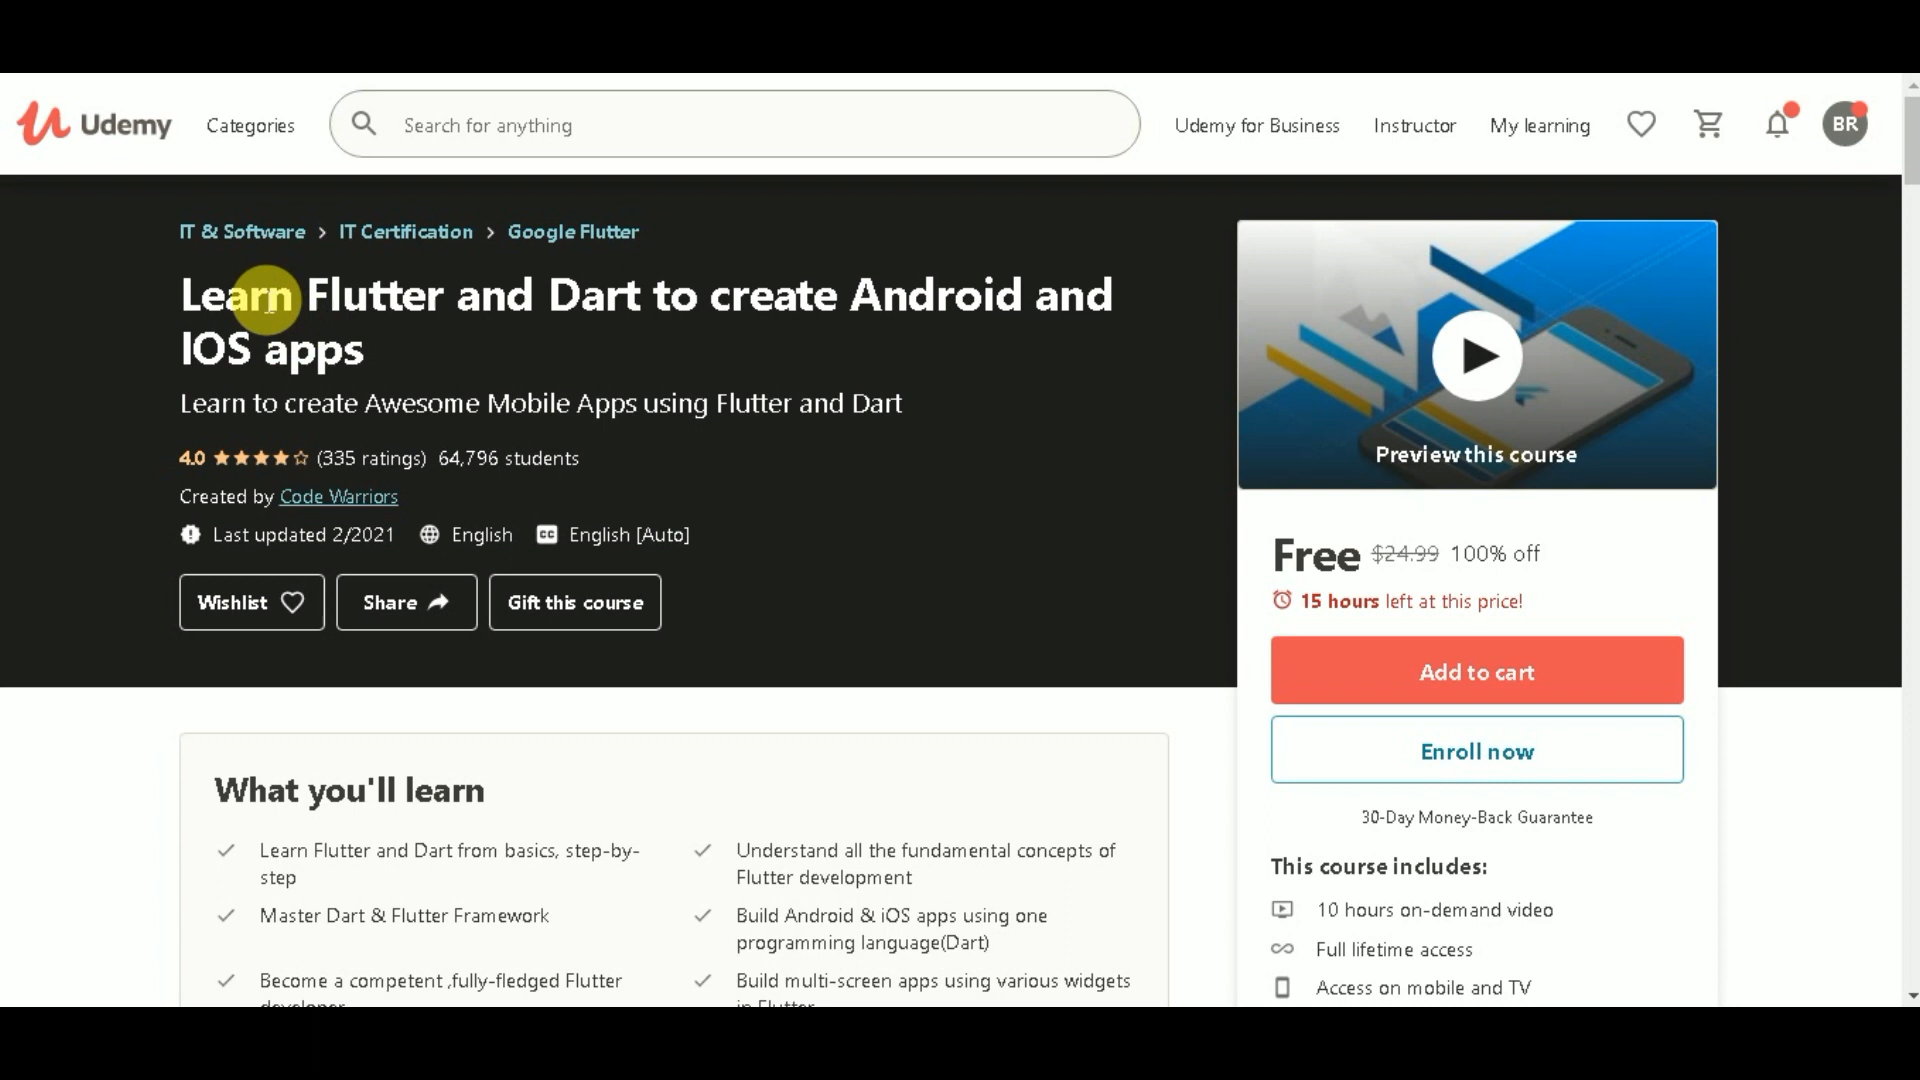 Udemy
Categories
Search for anything
Udemy for Business
Instructor
My learning
BR
IT & Software > IT Certification > Google Flutter
Learn Flutter and Dart to create Android and
IOS apps
Learn to create Awesome Mobile Apps using Flutter and Dart
4.0 (335 ratings) 64,796 students
Created by Code Warriors
Last updated 2/2021 English CC English [Auto]
Wishlist
Share
Gift this course
Preview this course
Free $24.99 100% off
15 hours left at this price!
Add to cart
Enroll now
30-Day Money-Back Guarantee
This course includes:
10 hours on-demand video
Full lifetime access
Access on mobile and TV
What you'll learn
Learn Flutter and Dart from basics, step-by-
step
Master Dart & Flutter Framework
Become a competent ,fully-fledged Flutter
developer
Understand all the fundamental concepts of
Flutter development
Build Android & iOS apps using one
programming language(Dart)
Build multi-screen apps using various widgets
in Flutter